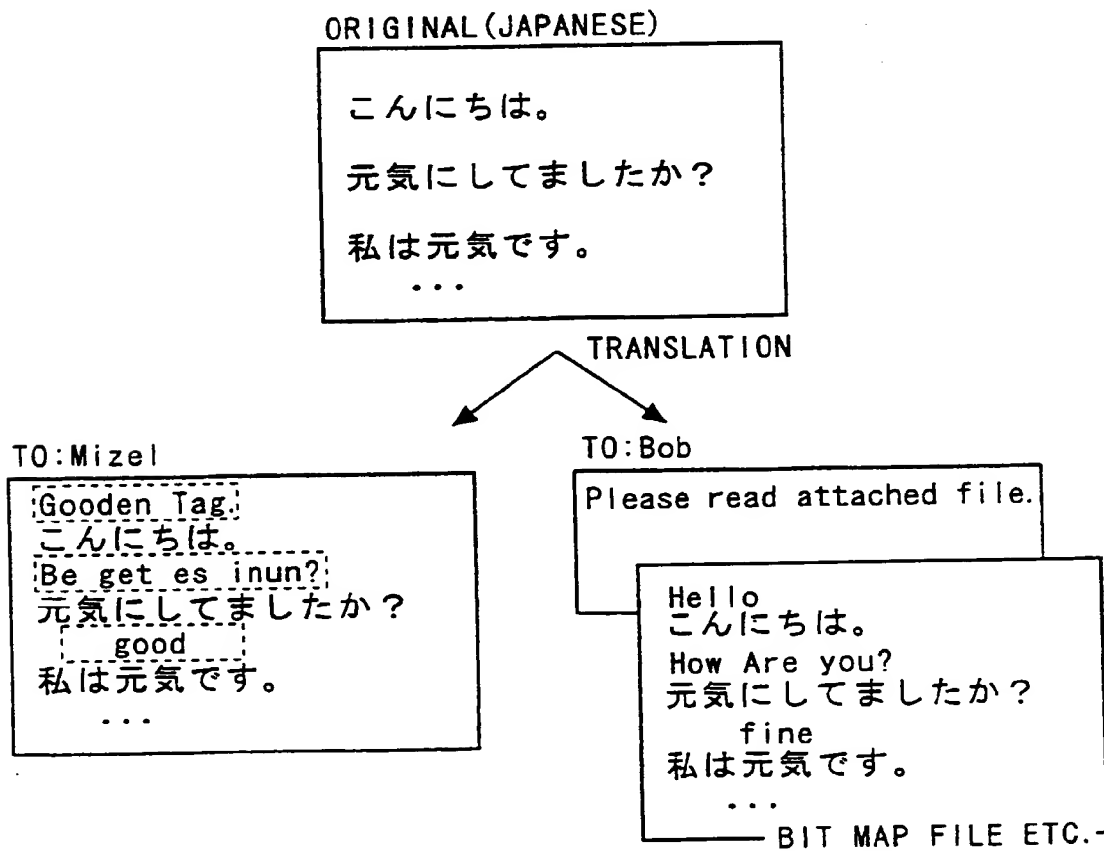 ORIGINAL(JAPANESE)
こんにちは。
元気にしてましたか？
私は元気です。
...
TRANSLATION
TO:Mizel
Gooden Tag.
こんにちは。
Be get es inun?
元気にしてましたか？
good
私は元気です。
...
TO:Bob
Please read attached file.
Hello
こんにちは。
How Are you?
元気にしてましたか？
fine
私は元気です。
...
BIT MAP FILE ETC.